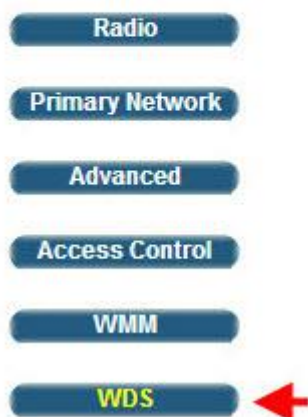 Radio
Primary Network
Advanced
Access Control
WMM
WDS